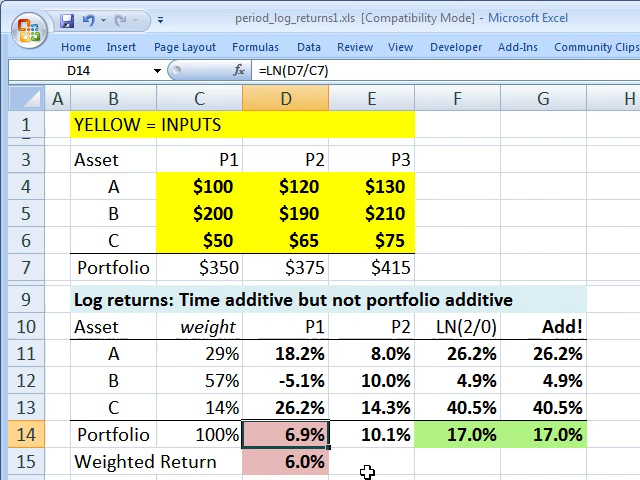 period_log_returns1.xls [Compatibility Mode] - Microsoft Excel
Home Insert Page Layout Formulas Data Review View Developer Add-Ins Community Clips
D14 fx =LN(D7/C7)
A B C D E F G H
1 YELLOW = INPUTS
3 Asset P1 P2 P3
4 A $100 $120 $130
5 B $200 $190 $210
6 C $50 $65 $75
7 Portfolio $350 $375 $415
9 Log returns: Time additive but not portfolio additive
10 Asset weight P1 P2 LN(2/0) Add!
11 A 29% 18.2% 8.0% 26.2% 26.2%
12 B 57% -5.1% 10.0% 4.9% 4.9%
13 C 14% 26.2% 14.3% 40.5% 40.5%
14 Portfolio 100% 6.9% 10.1% 17.0% 17.0%
15 Weighted Return 6.0%